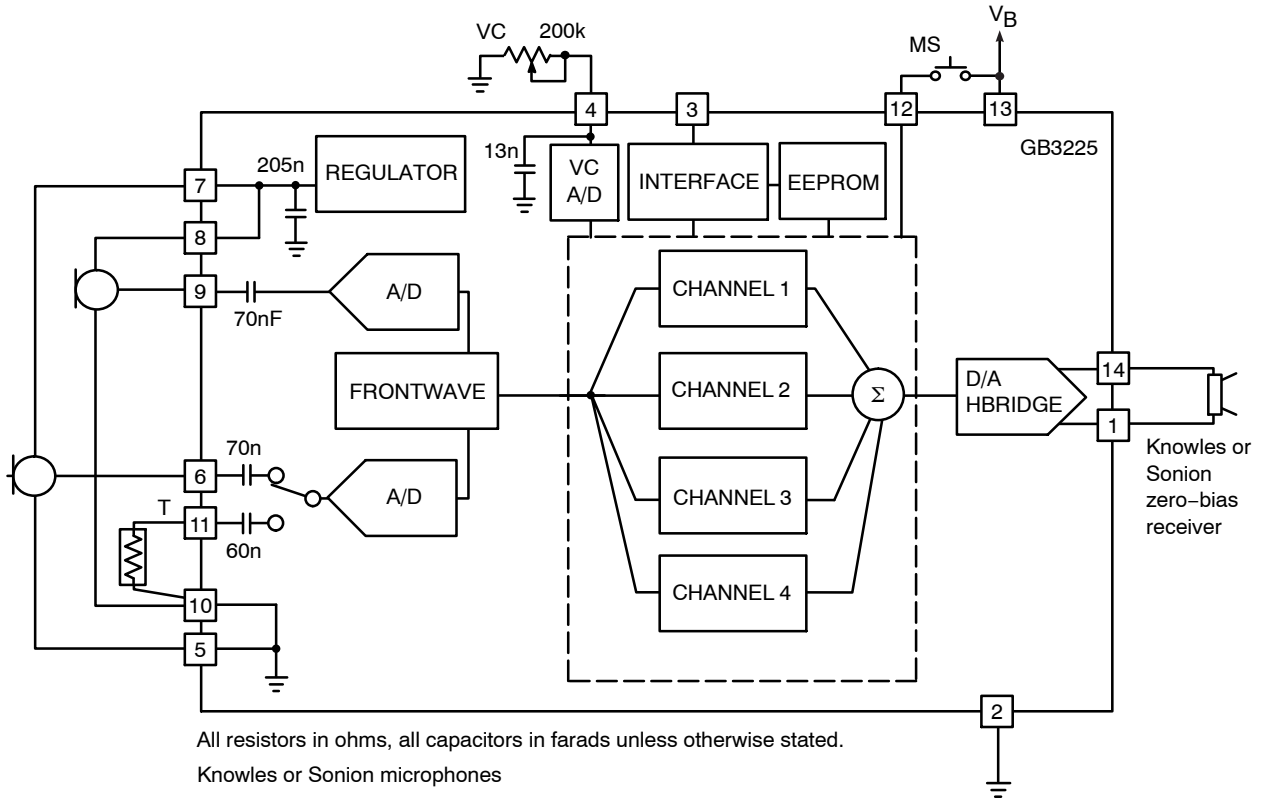 VC 200k
V_B
MS
4
3
12
13
GB3225
205n
REGULATOR
13n
VC
A/D
INTERFACE
EEPROM
7
8
9
70nF
A/D
CHANNEL 1
FRONTWAVE
CHANNEL 2
Σ
D/A
HBRIDGE
14
1
70n
6
A/D
CHANNEL 3
Knowles or
Sonion
zero−bias
receiver
T
11
60n
CHANNEL 4
10
5
2
All resistors in ohms, all capacitors in farads unless otherwise stated.
Knowles or Sonion microphones